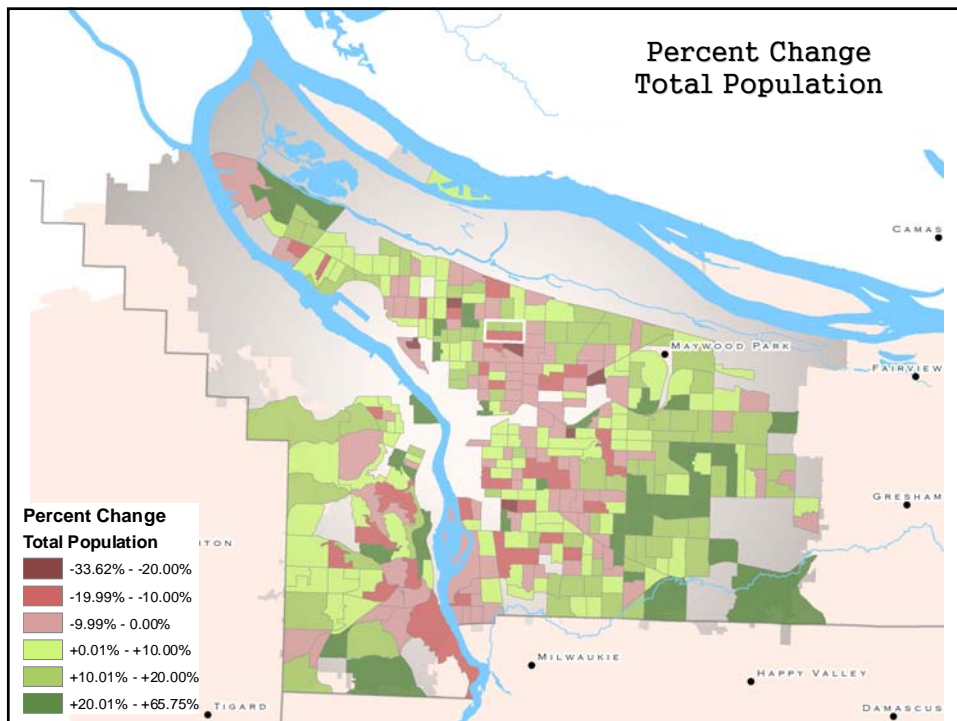 Percent Change
Total Population
CAMAS
MAYWOOD PARK
FAIRVIEW
GRESHAM
Percent Change
Total Population
RTON
-33.62% - -20.00%
-19.99% - -10.00%
-9.99% - 0.00%
+0.01% - +10.00%
+10.01% - +20.00%
+20.01% - +65.75%
MILWAUKIE
HAPPY VALLEY
TIGARD
DAMASCUS